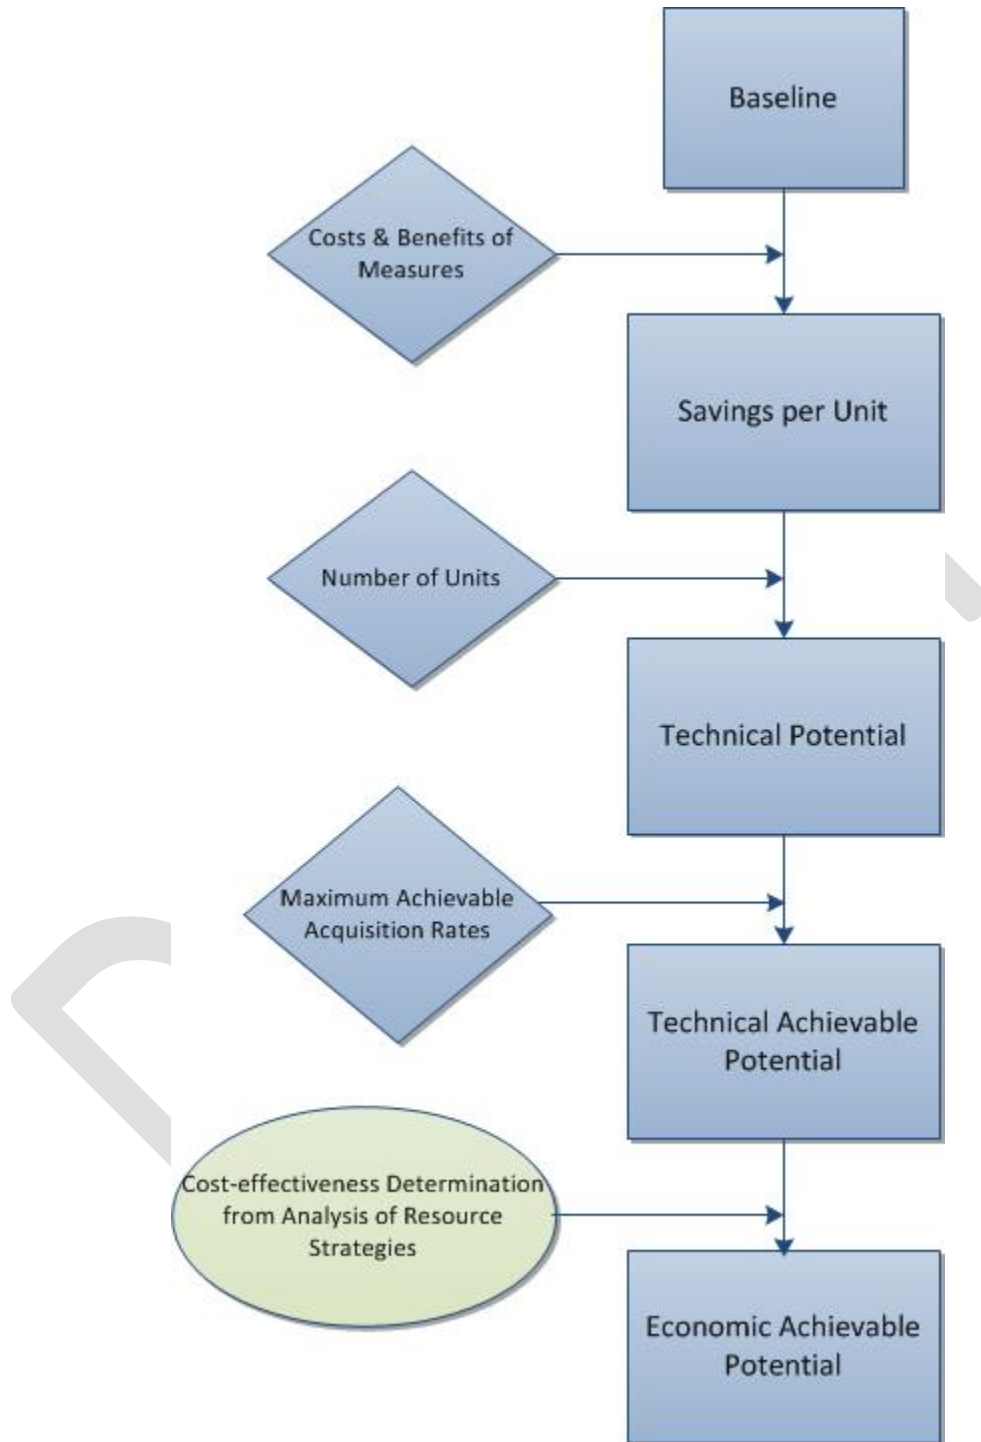 Baseline
Costs & Benefits of
Measures
Savings per Unit
Number of Units
Technical Potential
Maximum Achievable
Acquisition Rates
Technical Achievable
Potential
Cost-effectiveness Determination
from Analysis of Resource
Strategies
Economic Achievable
Potential